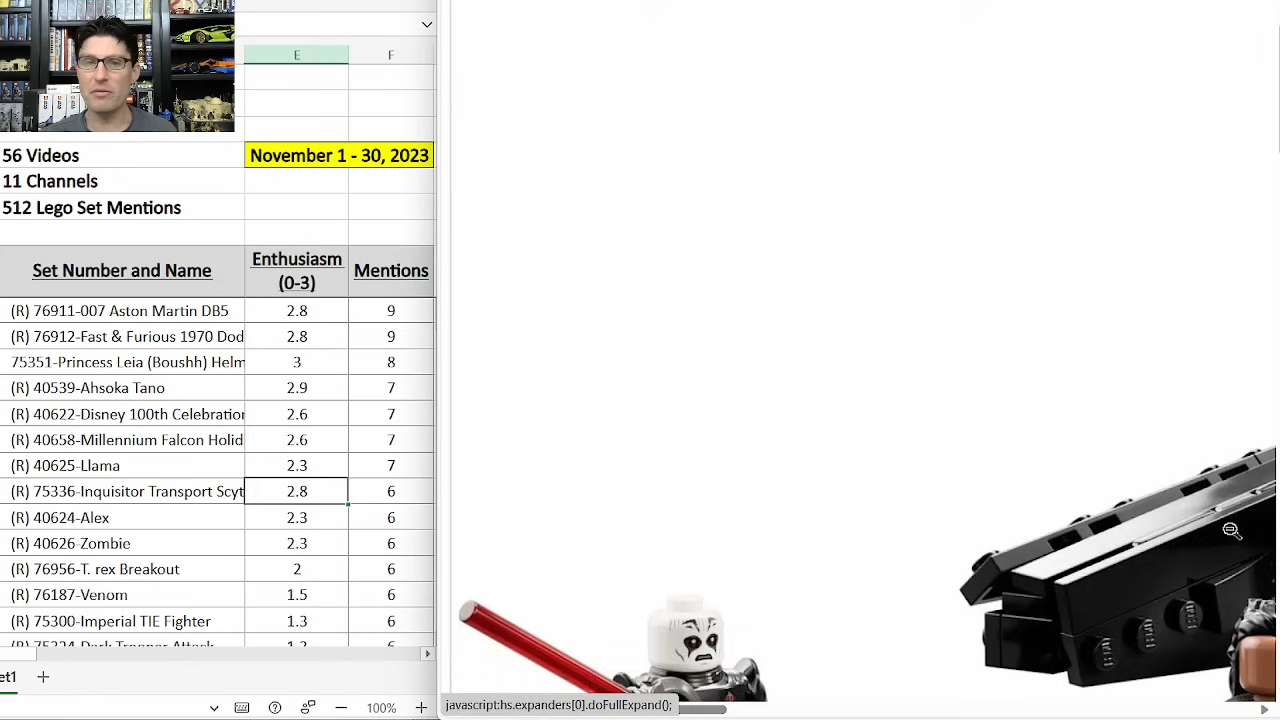 E F
56 Videos November 1 - 30, 2023
11 Channels
512 Lego Set Mentions
Set Number and Name Enthusiasm (0-3) Mentions
(R) 76911-007 Aston Martin DB5 2.8 9
(R) 76912-Fast & Furious 1970 Dod 2.8 9
75351-Princess Leia (Boushh) Helm 3 8
(R) 40539-Ahsoka Tano 2.9 7
(R) 40622-Disney 100th Celebration 2.6 7
(R) 40658-Millennium Falcon Holid 2.6 7
(R) 40625-Llama 2.3 7
(R) 75336-Inquisitor Transport Scyt 2.8 6
(R) 40624-Alex 2.3 6
(R) 40626-Zombie 2.3 6
(R) 76956-T. rex Breakout 2 6
(R) 76187-Venom 1.5 6
(R) 75300-Imperial TIE Fighter 1.3 6
et1
100%
javascript:hs.expanders[0].doFullExpand();